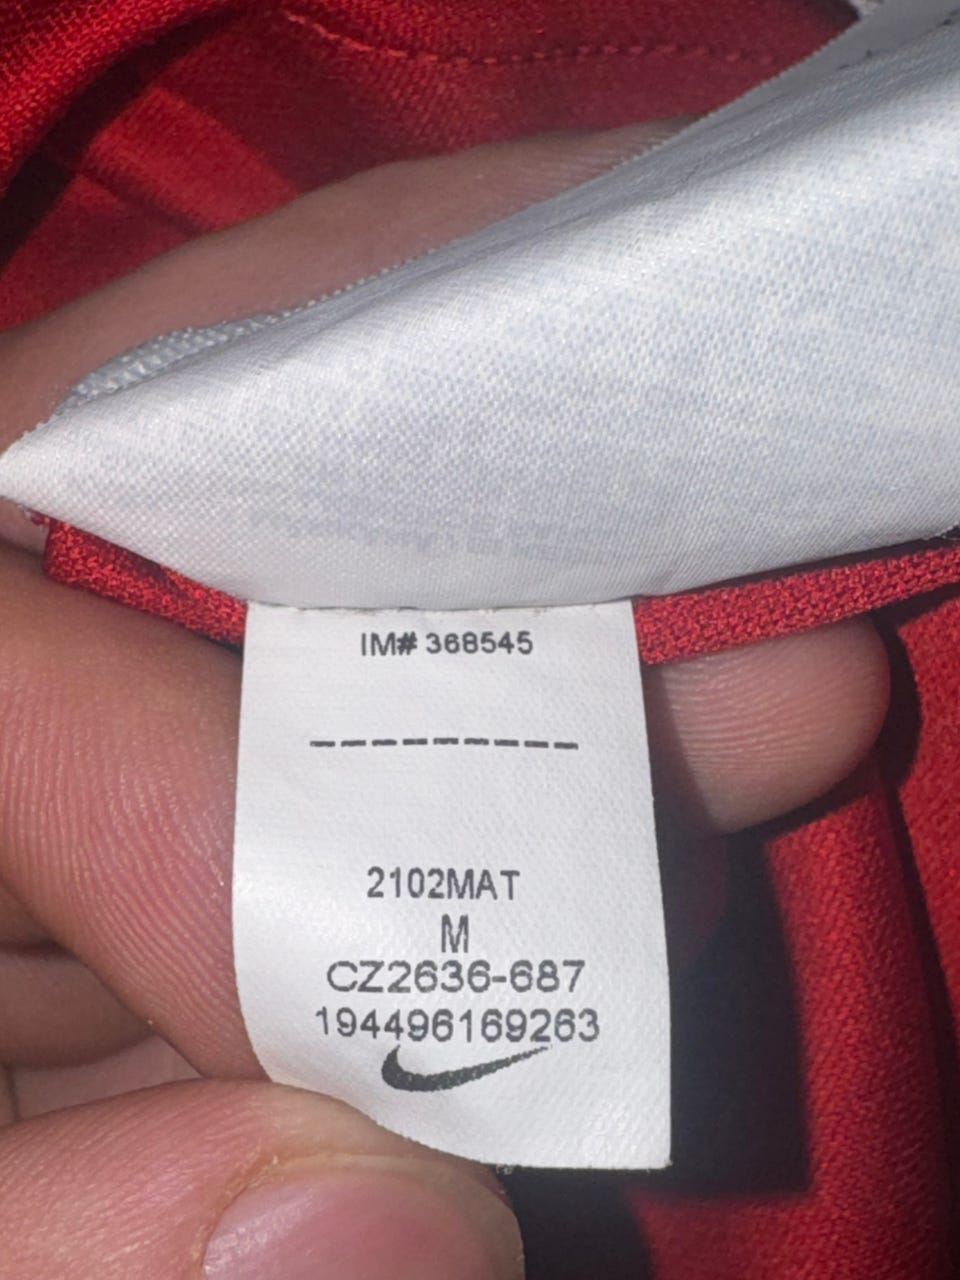 IM# 368545
---------
2102MAT
M
CZ2636-687
194496169263